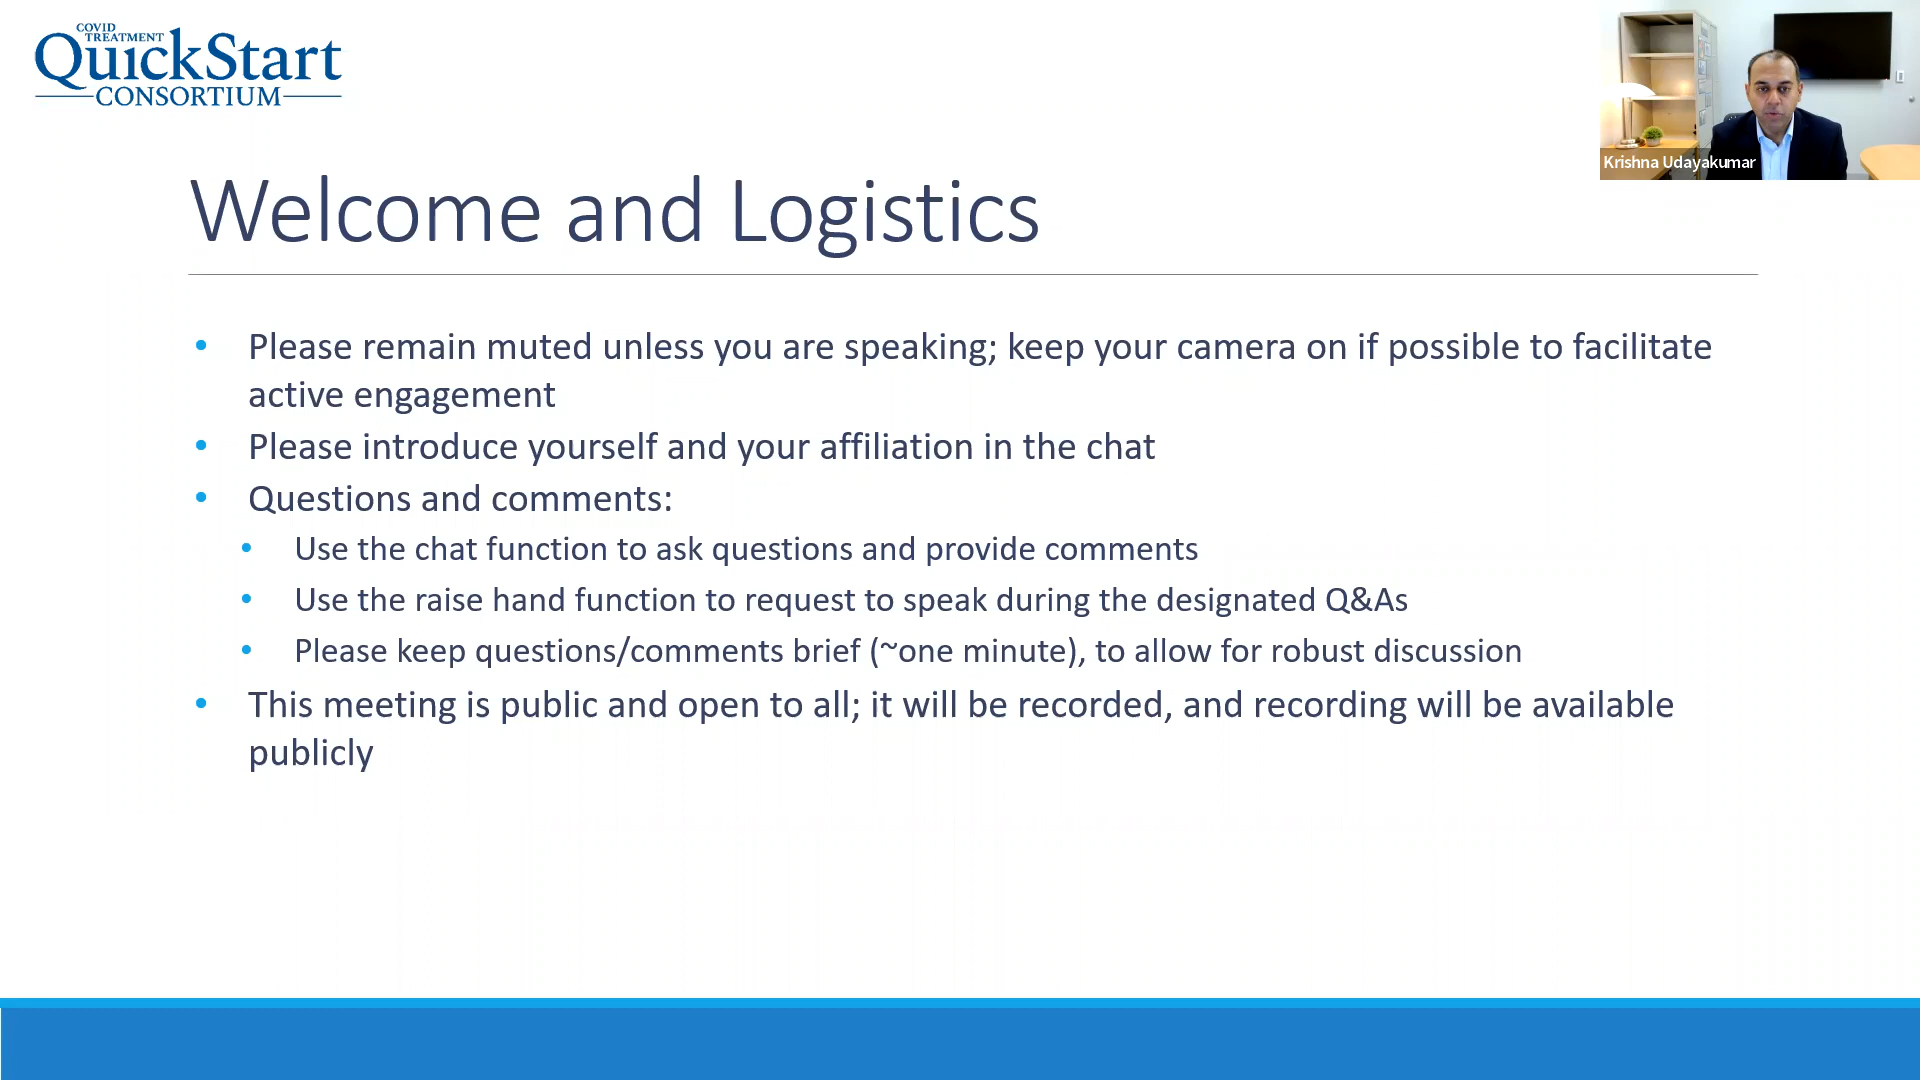 COVID
TREATMENT
QuickStart
CONSORTIUM
Krishna Udayakumar
Welcome and Logistics
• Please remain muted unless you are speaking; keep your camera on if possible to facilitate
active engagement
• Please introduce yourself and your affiliation in the chat
• Questions and comments:
• Use the chat function to ask questions and provide comments
• Use the raise hand function to request to speak during the designated Q&As
• Please keep questions/comments brief (~one minute), to allow for robust discussion
• This meeting is public and open to all; it will be recorded, and recording will be available
publicly